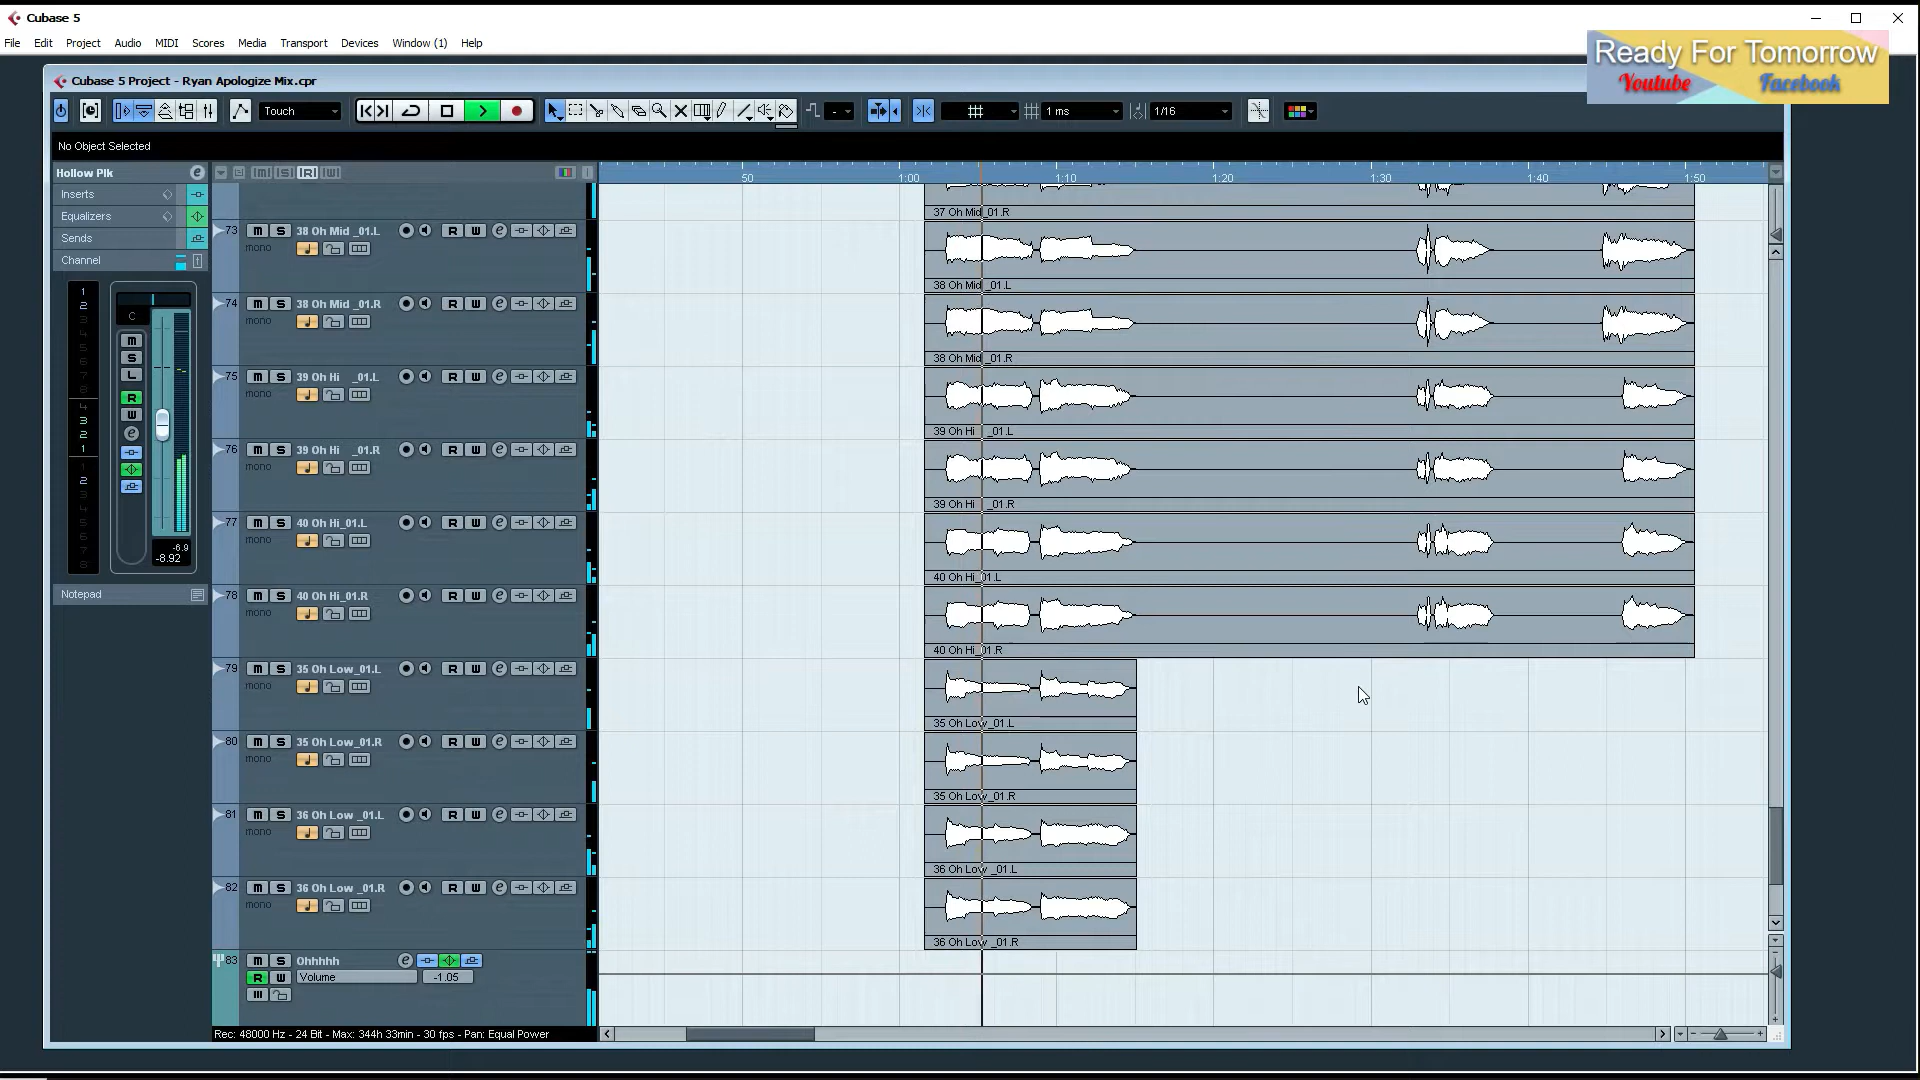 Cubase 5
File Edit Project Audio MIDI Scores Media Transport Devices Window (1) Help
Ready For Tomorrow
Youtube Facebook
Cubase 5 Project - Ryan Apologize Mix.cpr
Touch
1 ms
1/16
No Object Selected
Hollow Plk
Inserts
Equalizers
Sends
Channel
C
-6.9
-8.92
Notepad
50 1:00 1:10 1:20 1:30 1:40 1:50
37 Oh Mid_01.R
73 m S 38 Oh Mid _01.L R W e
mono
38 Oh Mid _01.L
74 m S 38 Oh Mid _01.R R W e
mono
38 Oh Mid _01.R
75 m S 39 Oh Hi _01.L R W e
mono
39 Oh Hi _01.L
76 m S 39 Oh Hi _01.R R W e
mono
39 Oh Hi _01.R
77 m S 40 Oh Hi_01.L R W e
mono
40 Oh Hi_01.L
78 m S 40 Oh Hi_01.R R W e
mono
40 Oh Hi_01.R
79 m S 35 Oh Low_01.L R W e
mono
35 Oh Low_01.L
80 m S 35 Oh Low_01.R R W e
mono
35 Oh Low_01.R
81 m S 36 Oh Low _01.L R W e
mono
36 Oh Low _01.L
82 m S 36 Oh Low _01.R R W e
mono
36 Oh Low _01.R
83 m S Ohhhhh e
R W Volume -1.05
Rec: 48000 Hz - 24 Bit - Max: 344h 33min - 30 fps - Pan: Equal Power